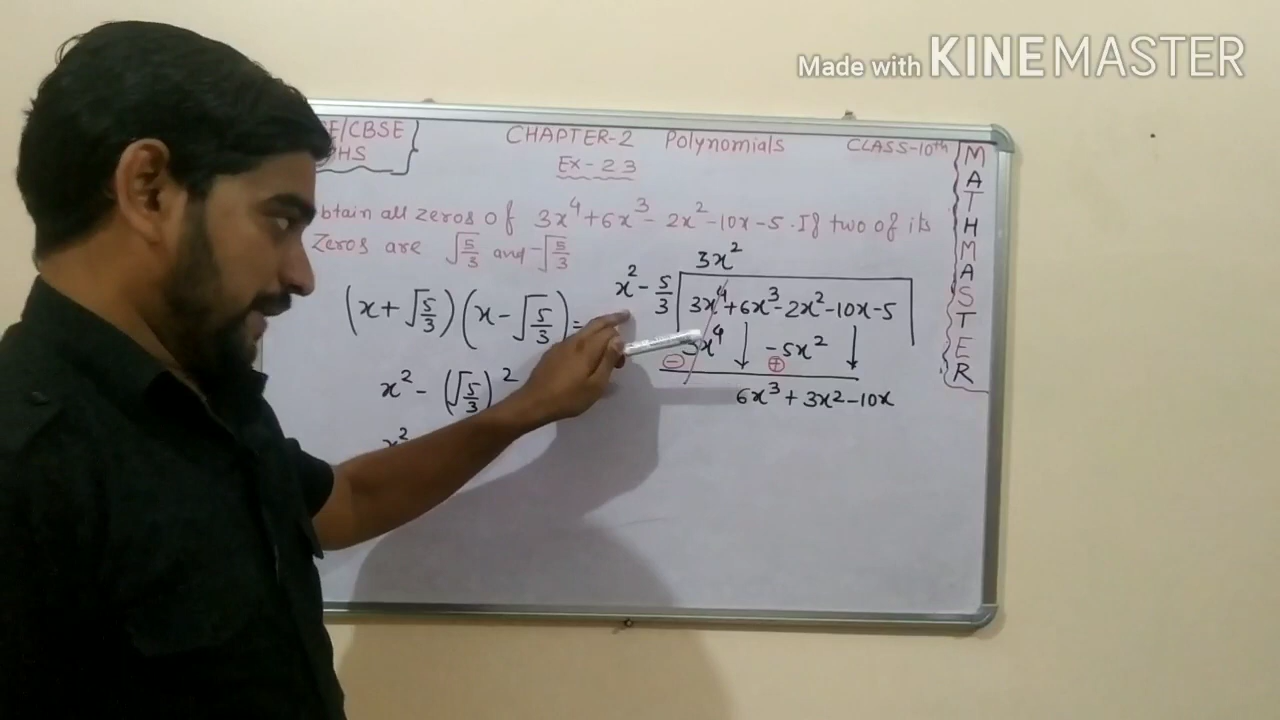 Made with KINEMASTER
E/CBSE CHAPTER-2 Polynomials CLASS-10th
HS EX-2.3
btain all zeros of 3x⁴+6x³-2x²-10x-5. If two of its
Zeros are √5/3 and -√5/3
3x²
x²-5/3 3x⁴+6x³-2x²-10x-5
(x+√5/3)(x-√5/3)=
3x⁴ -5x²
⊖ ⊕
x²-(√5/3)²
6x³+3x²-10x
x²
MATHMASTER